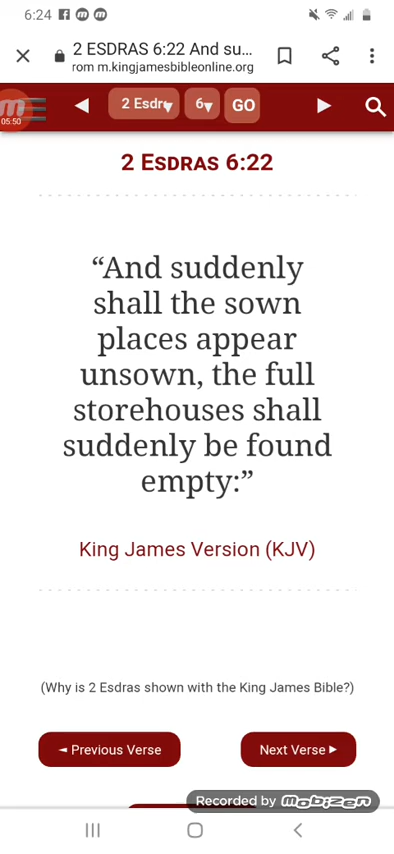 6:24
2 ESDRAS 6:22 And su...
rom m.kingjamesbibleonline.org
2 Esdr 6 GO
05:50
2 ESDRAS 6:22
“And suddenly
shall the sown
places appear
unsown, the full
storehouses shall
suddenly be found
empty:”
King James Version (KJV)
(Why is 2 Esdras shown with the King James Bible?)
◄ Previous Verse
Next Verse ►
Recorded by mobizen